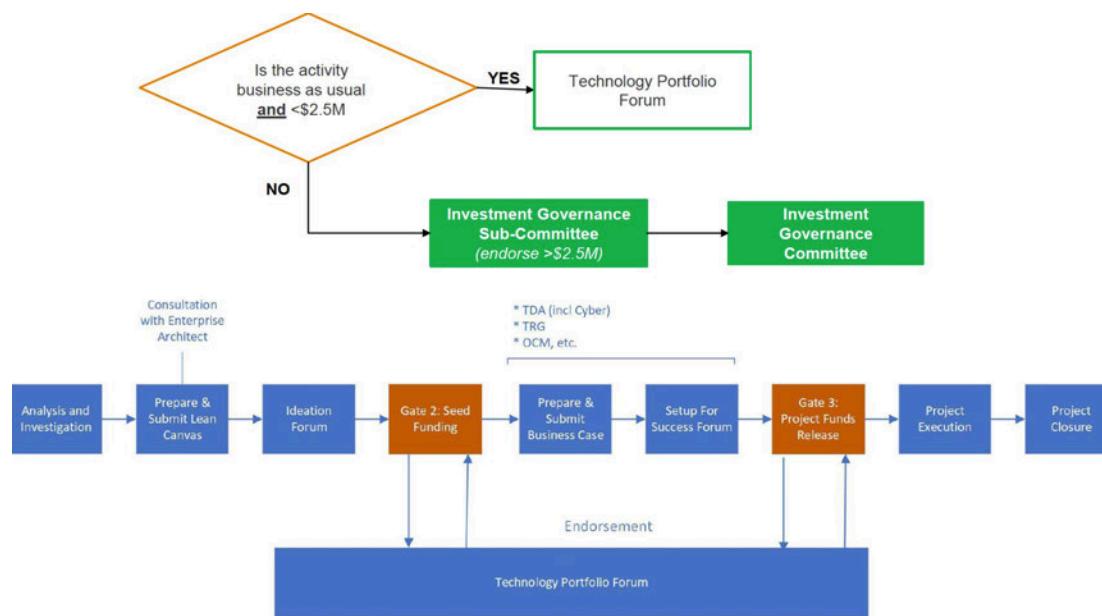 Is the activity
business as usual
and <$2.5M
YES
Technology Portfolio
Forum
NO
Investment Governance
Sub-Committee
(endorse >$2.5M)
Investment
Governance
Committee
Consultation
with Enterprise
Architect
* TDA (incl Cyber)
* TRG
* OCM, etc.
Analysis and
Investigation
Prepare &
Submit Lean
Canvas
Ideation
Forum
Gate 2: Seed
Funding
Prepare &
Submit
Business Case
Setup For
Success Forum
Gate 3:
Project Funds
Release
Project
Execution
Project
Closure
Endorsement
Technology Portfolio Forum